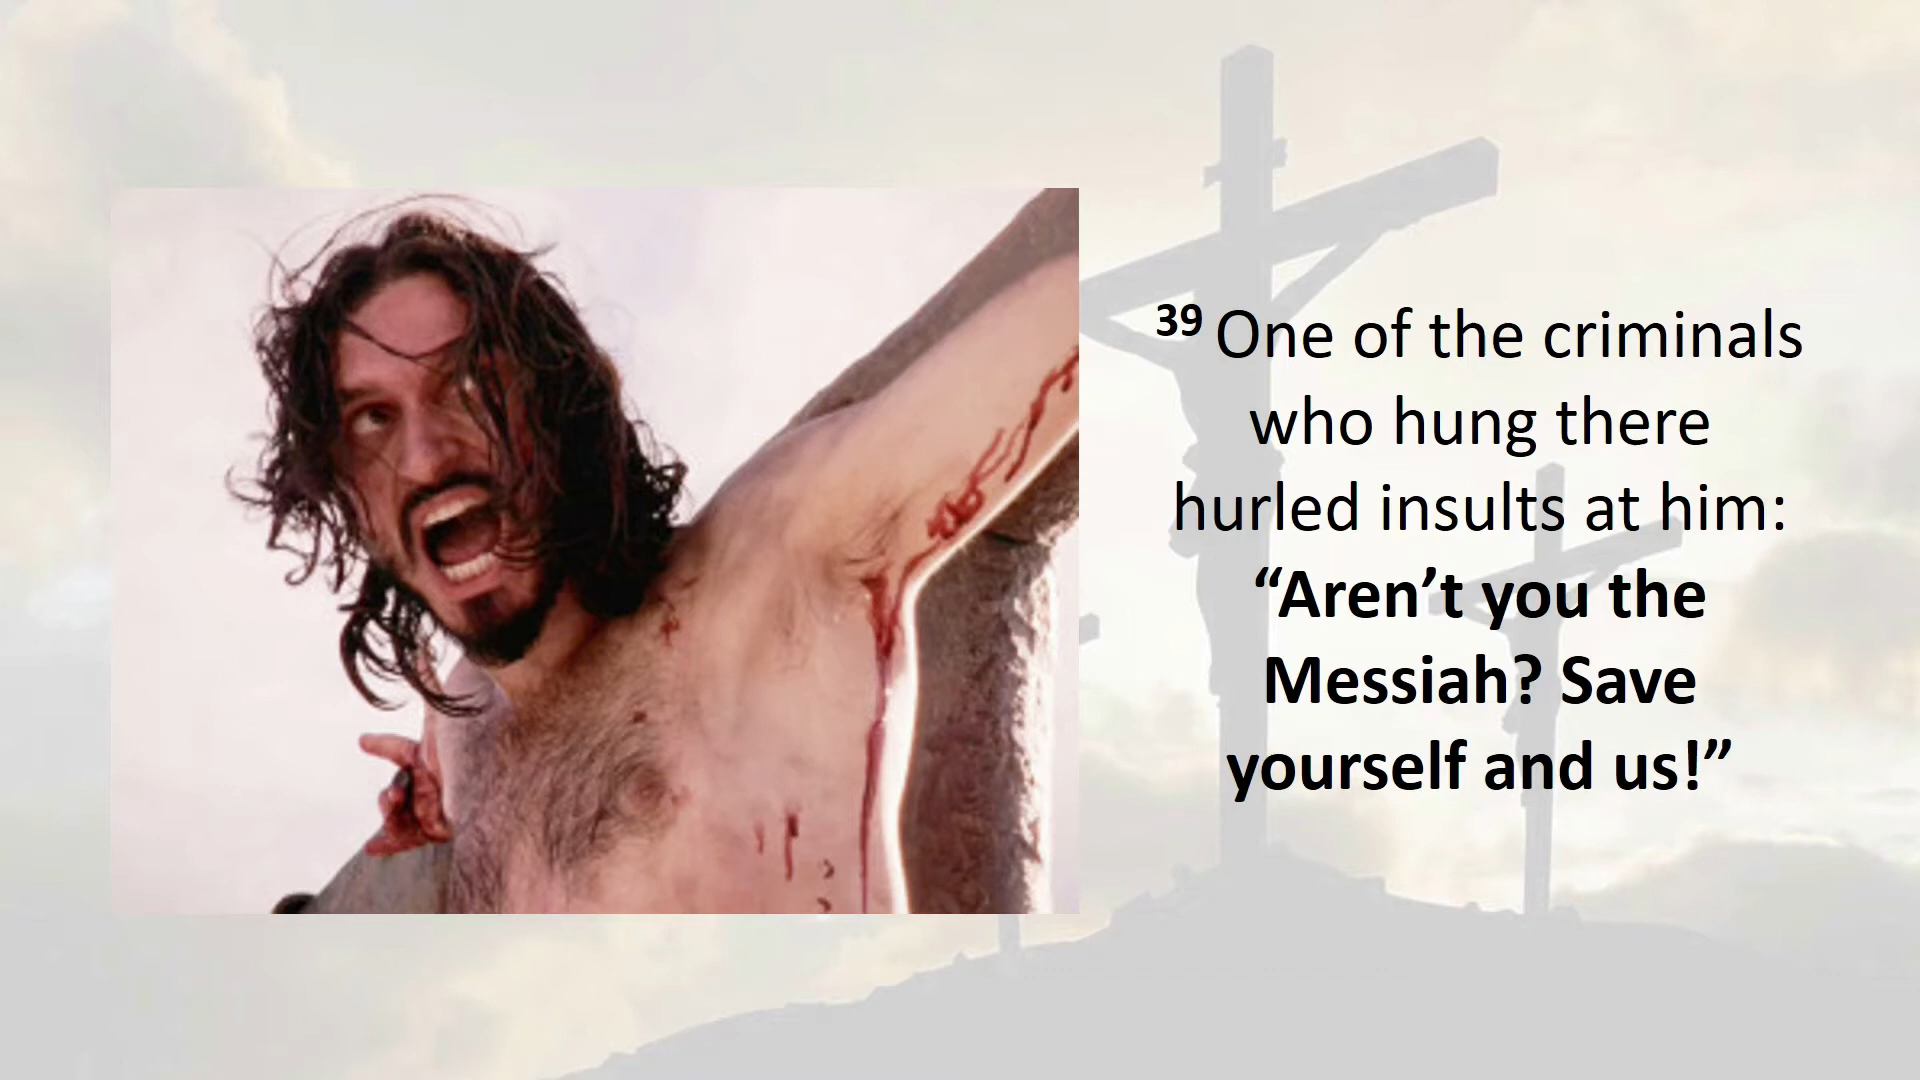 39 One of the criminals
who hung there
hurled insults at him:
“Aren’t you the
Messiah? Save
yourself and us!”